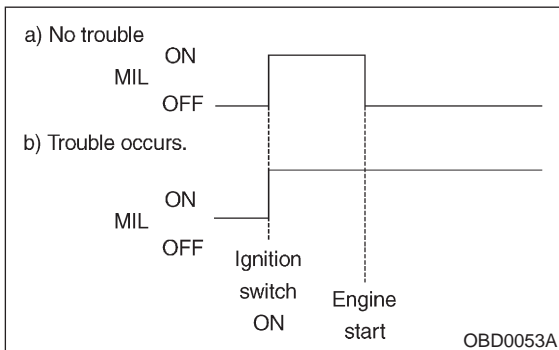 a) No trouble
ON
MIL
OFF
b) Trouble occurs.
ON
MIL
OFF
Ignition
switch
ON
Engine
start
OBD0053A